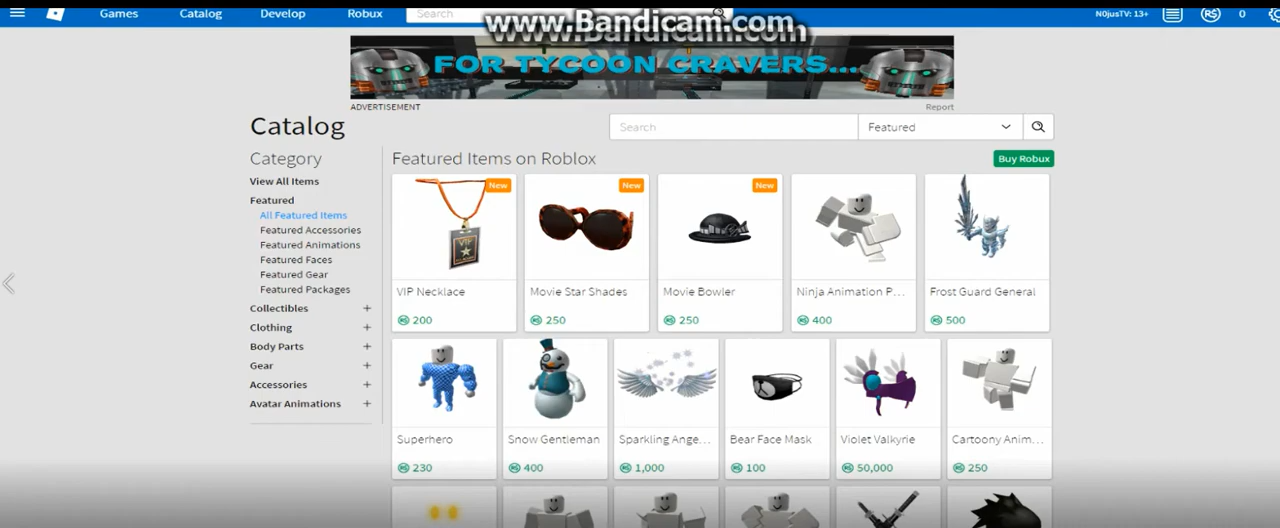 Games Catalog Develop Robux Search N0jusTV: 13+ 0
www.Bandicam.com
FOR TYCOON CRAVERS...
ADVERTISEMENT Report
Catalog
Search Featured
Category
Featured Items on Roblox
Buy Robux
View All Items
Featured
All Featured Items
Featured Accessories
Featured Animations
Featured Faces
Featured Gear
Featured Packages
Collectibles +
Clothing +
Body Parts +
Gear +
Accessories +
Avatar Animations +
New New New
VIP
VIP Necklace Movie Star Shades Movie Bowler Ninja Animation P... Frost Guard General
R$ 200 R$ 250 R$ 250 R$ 400 R$ 500
Superhero Snow Gentleman Sparkling Ange... Bear Face Mask Violet Valkyrie Cartoony Anim...
R$ 230 R$ 400 R$ 1,000 R$ 100 R$ 50,000 R$ 250